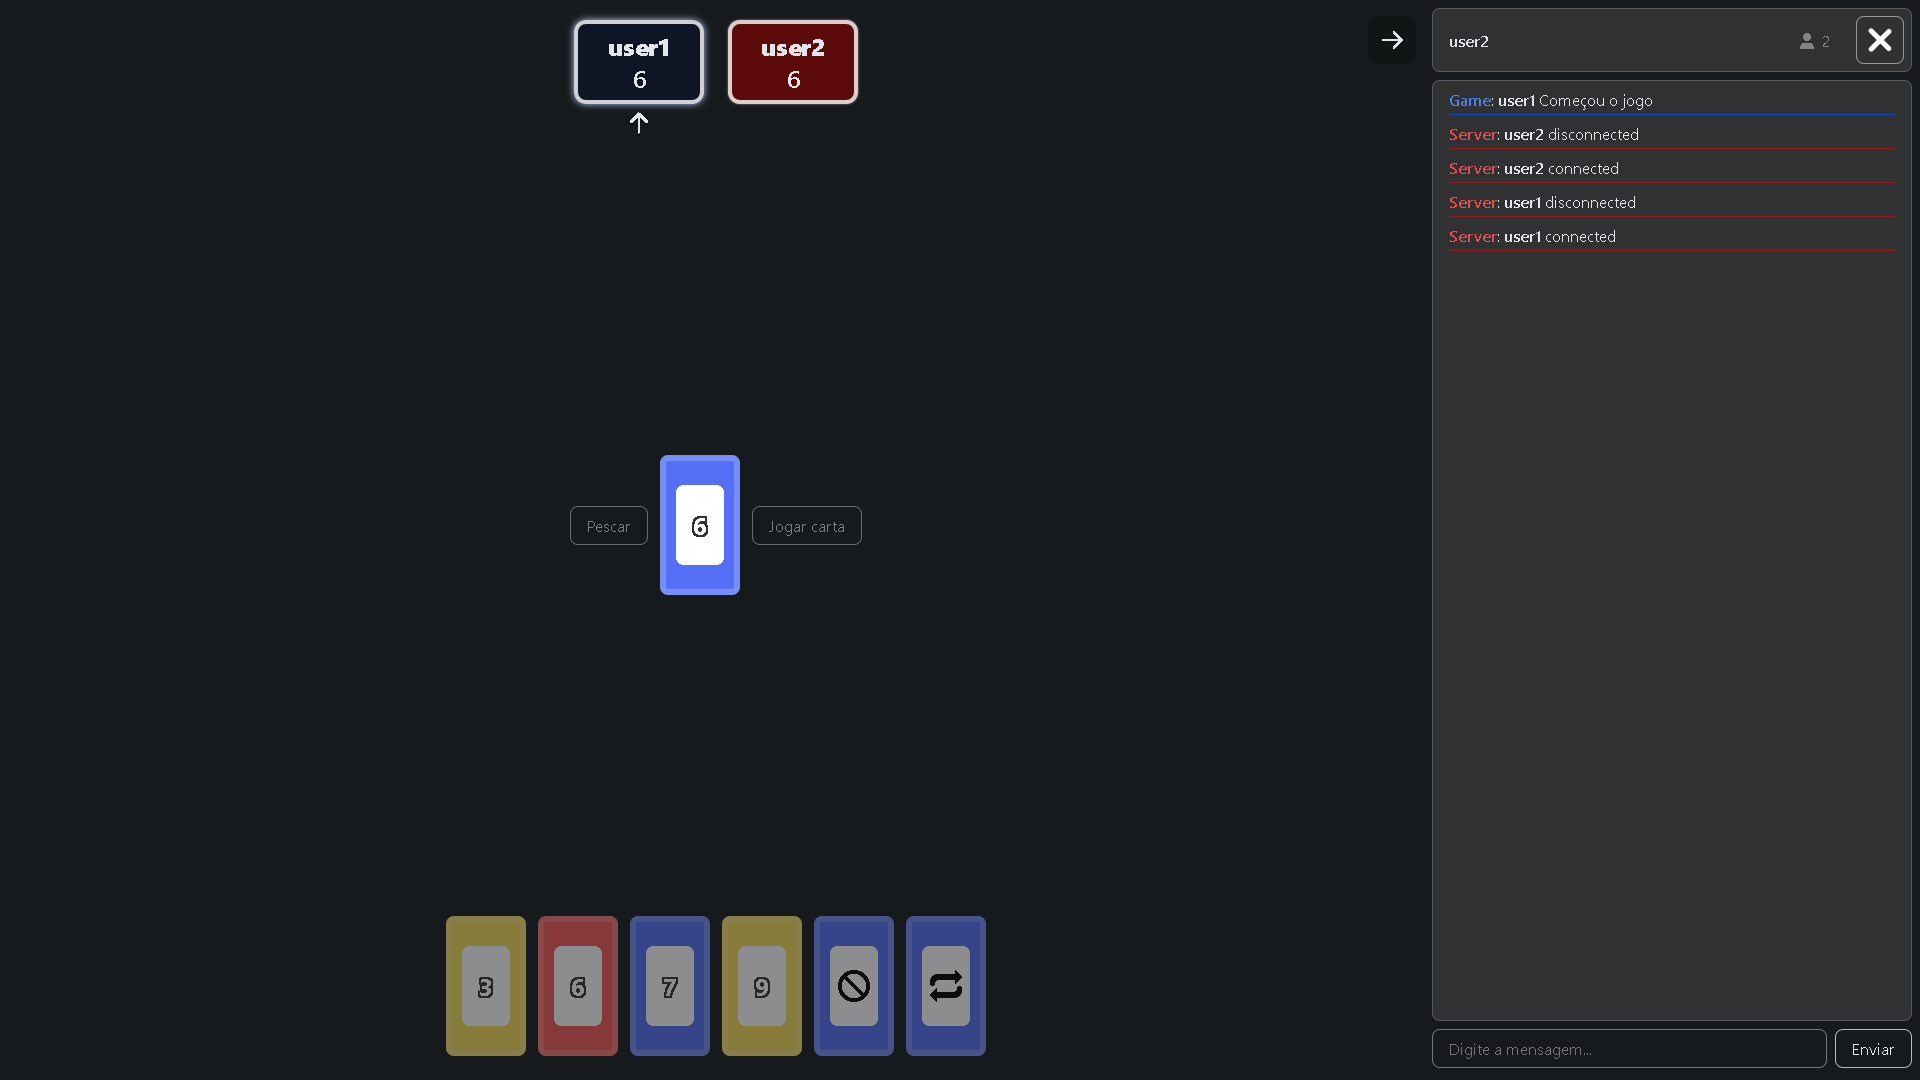 user1
6
user2
6
user2
2
Game: user1 Começou o jogo
Server: user2 disconnected
Server: user2 connected
Server: user1 disconnected
Server: user1 connected
Pescar
6
Jogar carta
3
6
7
9
Digite a mensagem...
Enviar